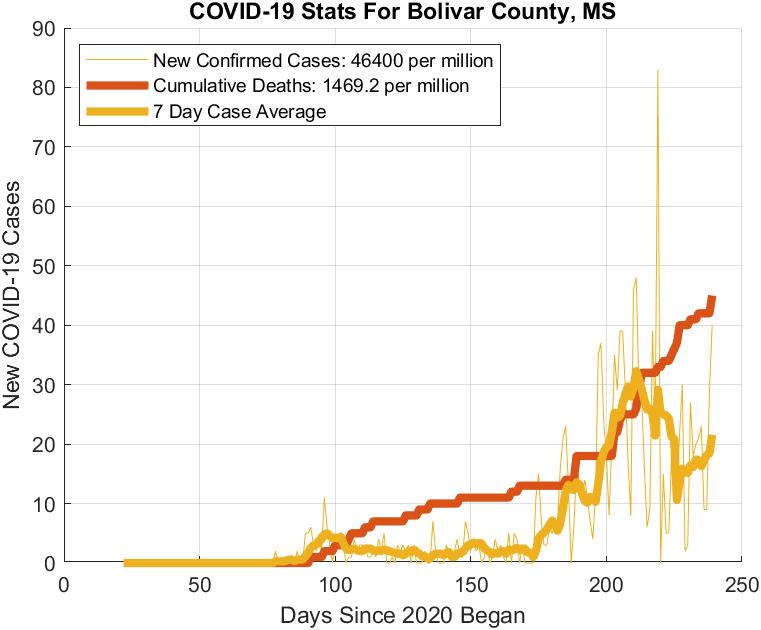 COVID-19 Stats For Bolivar County, MS
New COVID-19 Cases
90
80
70
60
50
40
30
20
10
0
New Confirmed Cases: 46400 per million
Cumulative Deaths: 1469.2 per million
7 Day Case Average
0 50 100 150 200 250
Days Since 2020 Began